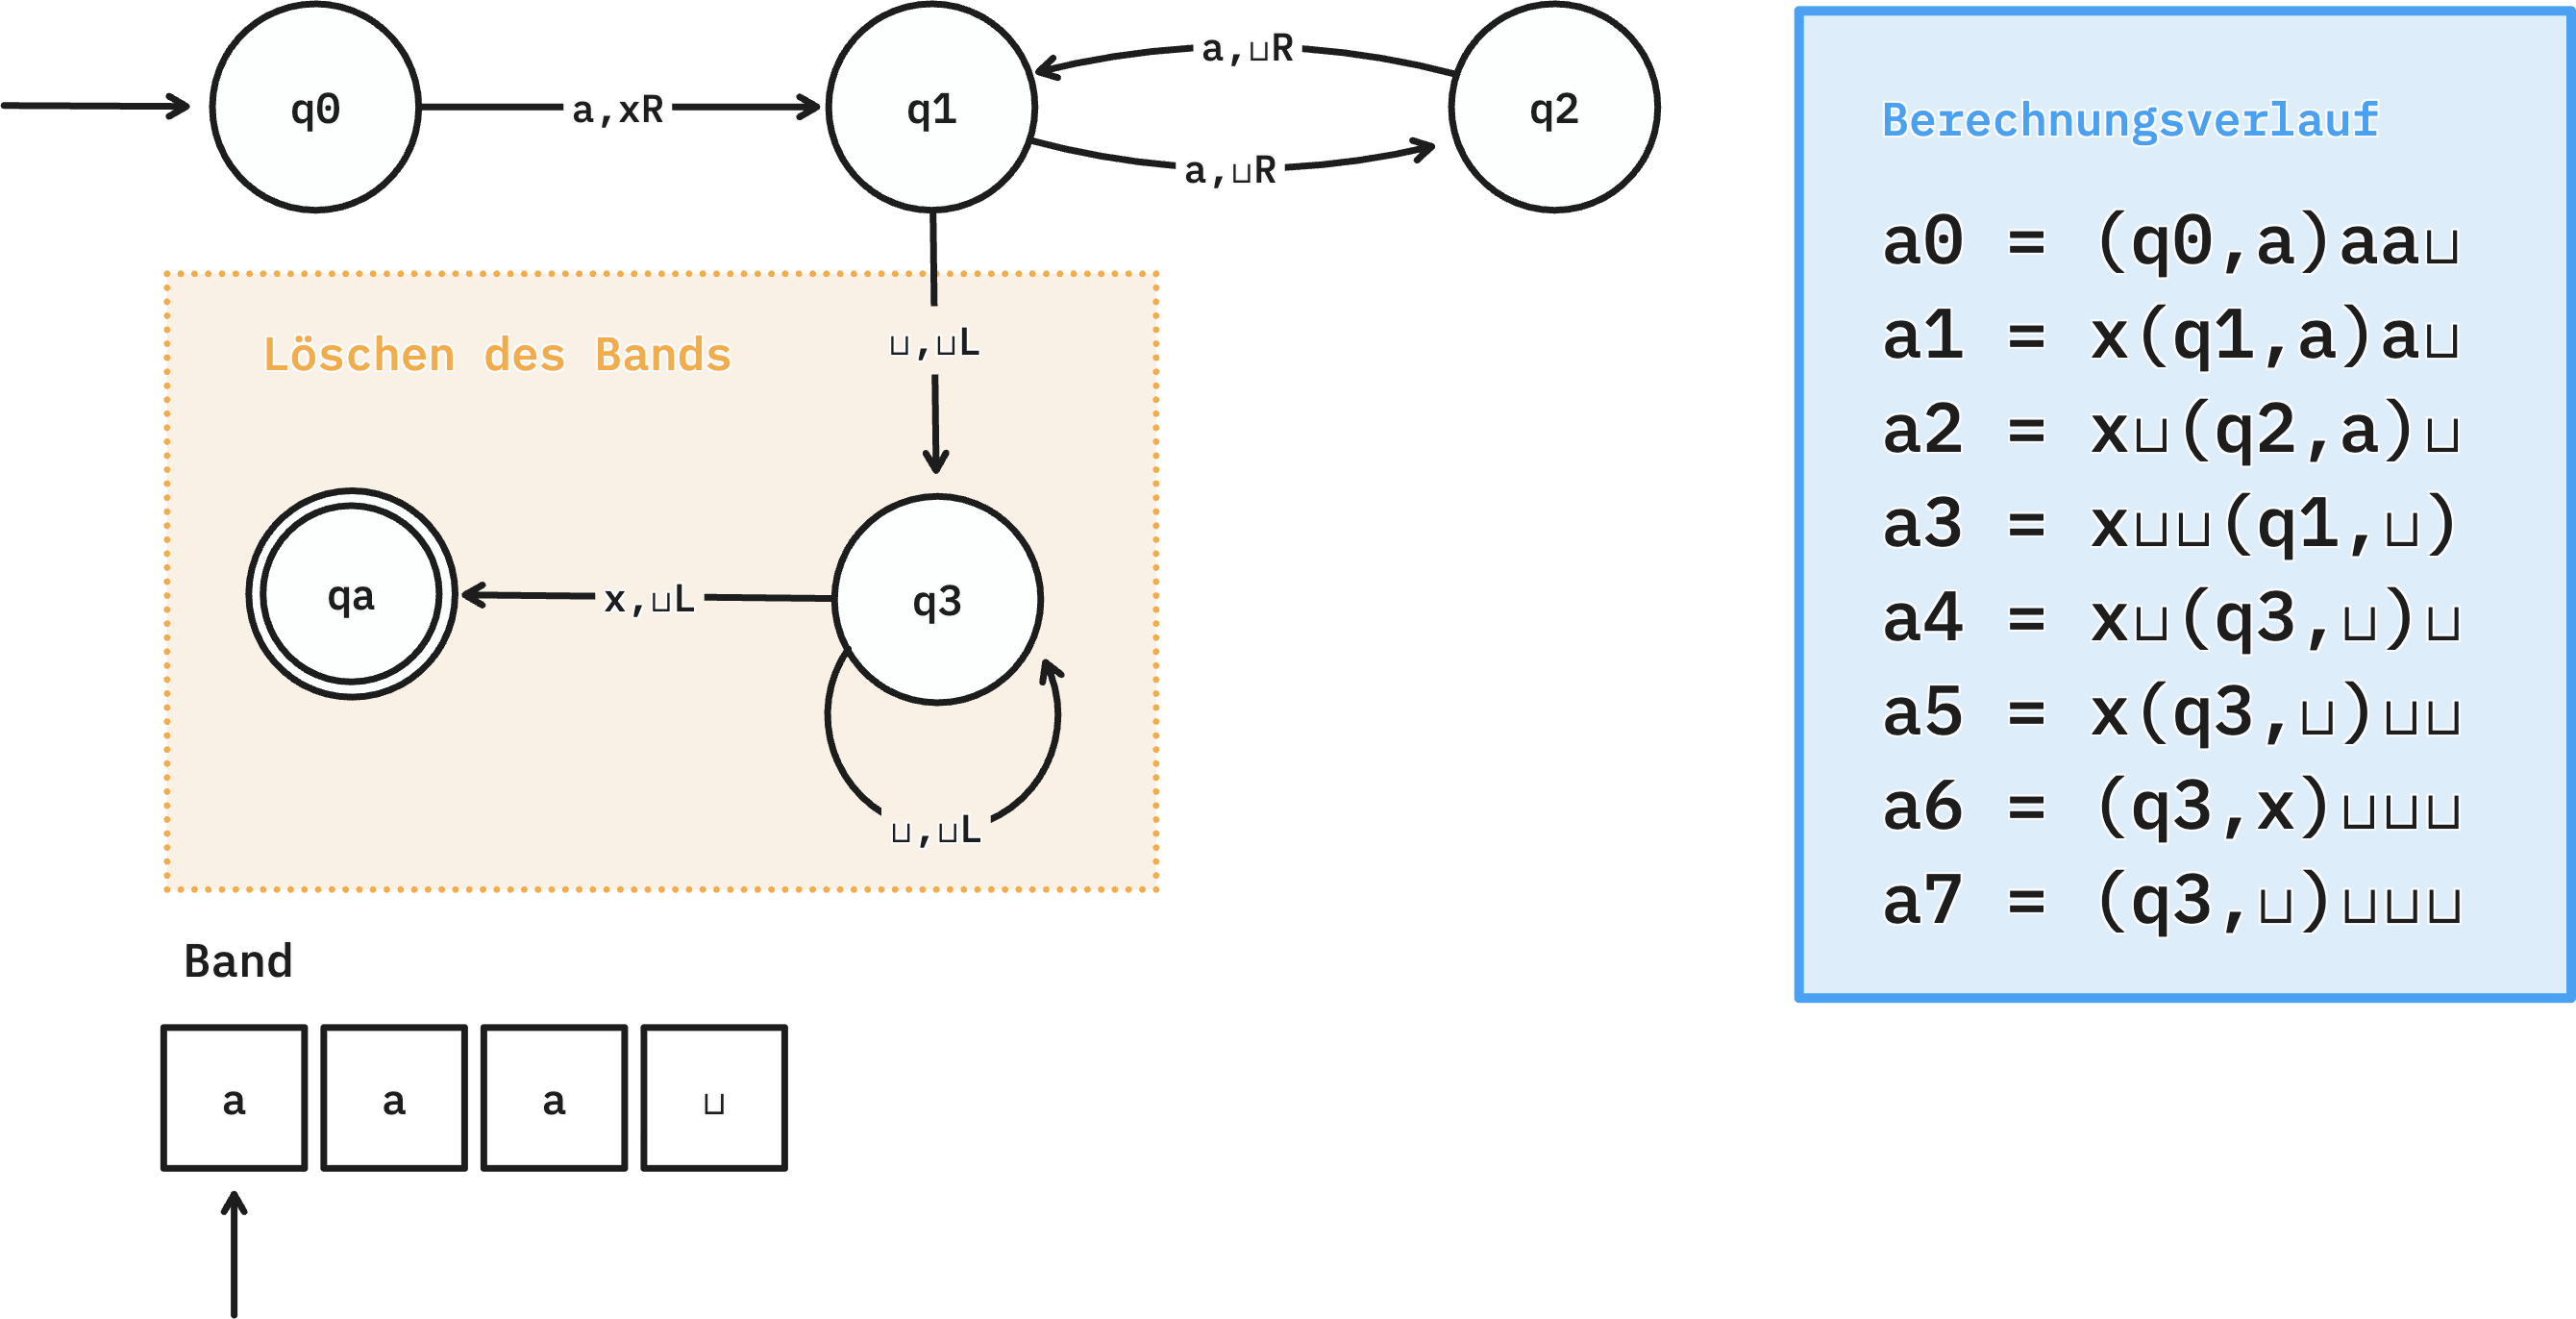 q0
a,xR
q1
a,⊔R
a,⊔R
q2
⊔,⊔L
Löschen des Bands
qa
x,⊔L
q3
⊔,⊔L
Band
a
a
a
⊔
Berechnungsverlauf
a0 = (q0,a)aa⊔
a1 = x(q1,a)a⊔
a2 = x⊔(q2,a)⊔
a3 = x⊔⊔(q1,⊔)
a4 = x⊔(q3,⊔)⊔
a5 = x(q3,⊔)⊔⊔
a6 = (q3,x)⊔⊔⊔
a7 = (q3,⊔)⊔⊔⊔